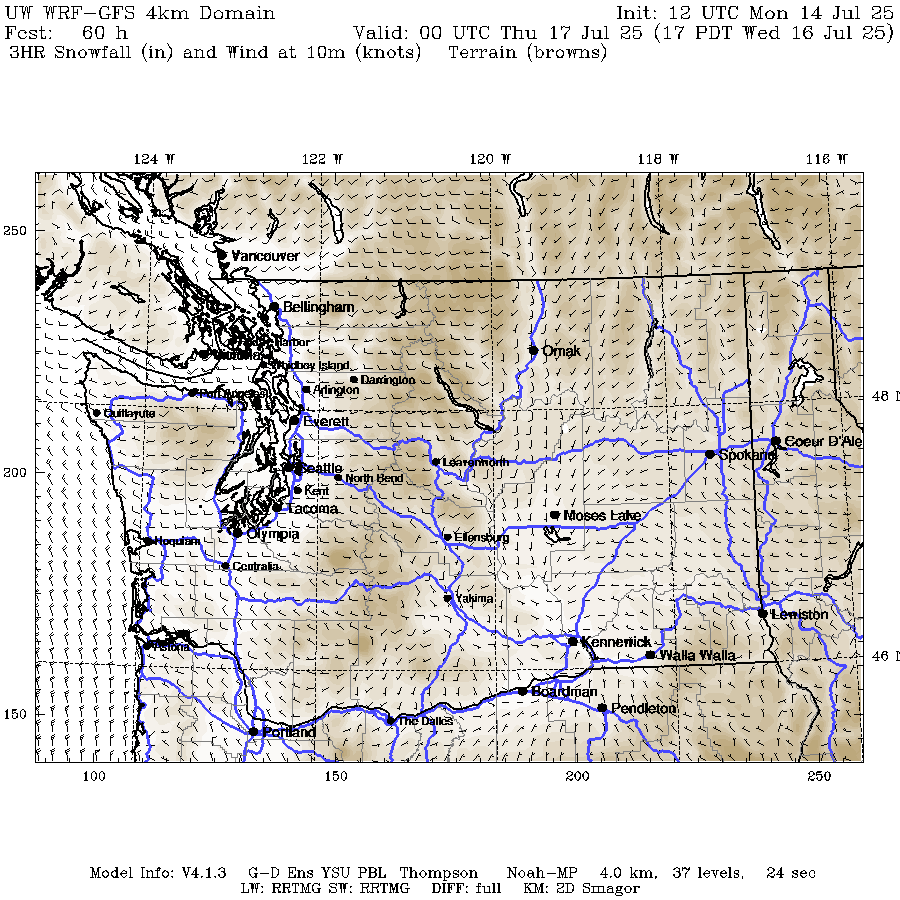 UW WRF-GFS 4km Domain Init: 12 UTC Mon 14 Jul 25
Fcst: 60 h Valid: 00 UTC Thu 17 Jul 25 (17 PDT Wed 16 Jul 25)
3HR Snowfall (in) and Wind at 10m (knots) Terrain (browns)
124 W 122 W 120 W 118 W 116 W
250
Vancouver
Bellingham
Harbor
Omak
Whidbey Island
Darrington
Port Angeles
Arlington
48 N
Quillayute
Everett
Coeur D'Ale
Spokane
Leavenworth
200
Seattle
North Bend
Kent
Tacoma
Moses Lake
Olympia
Hoquiam
Ellensburg
Centralia
Yakima
Lewiston
Kennewick
Astoria
Walla Walla
46 N
Boardman
Pendleton
150
The Dalles
Portland
100 150 200 250
Model Info: V4.1.3 G-D Ens YSU PBL Thompson Noah-MP 4.0 km, 37 levels, 24 sec
LW: RRTMG SW: RRTMG DIFF: full KM: 2D Smagor